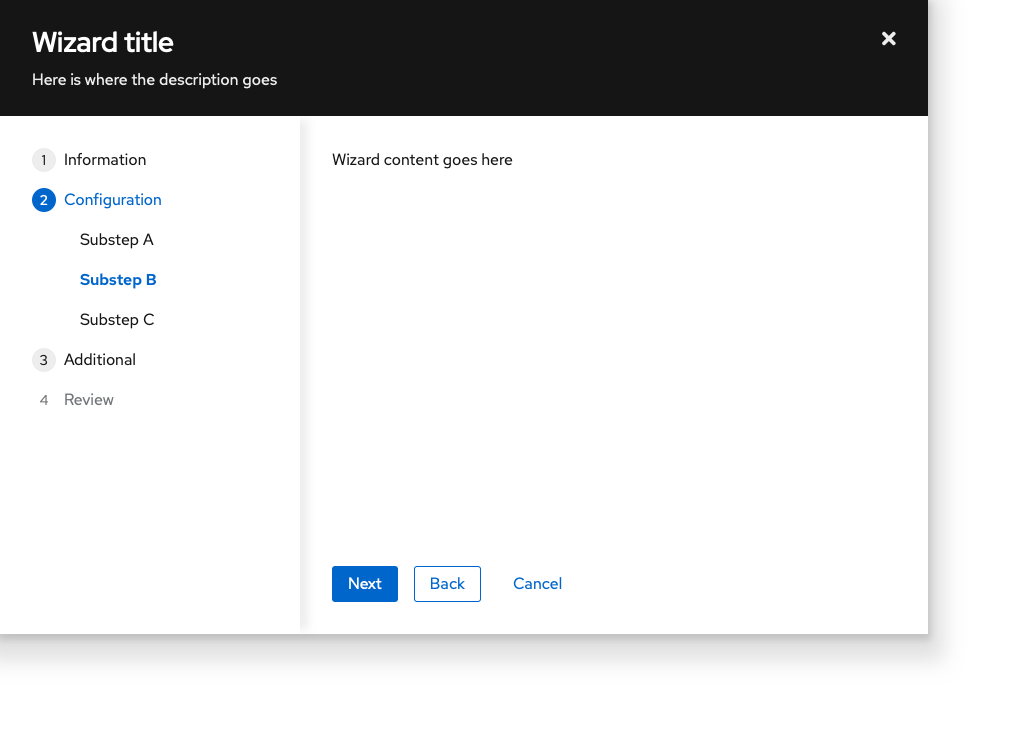 Wizard title
Here is where the description goes
1 Information
2 Configuration
Substep A
Substep B
Substep C
3 Additional
4 Review
Wizard content goes here
Next Back Cancel